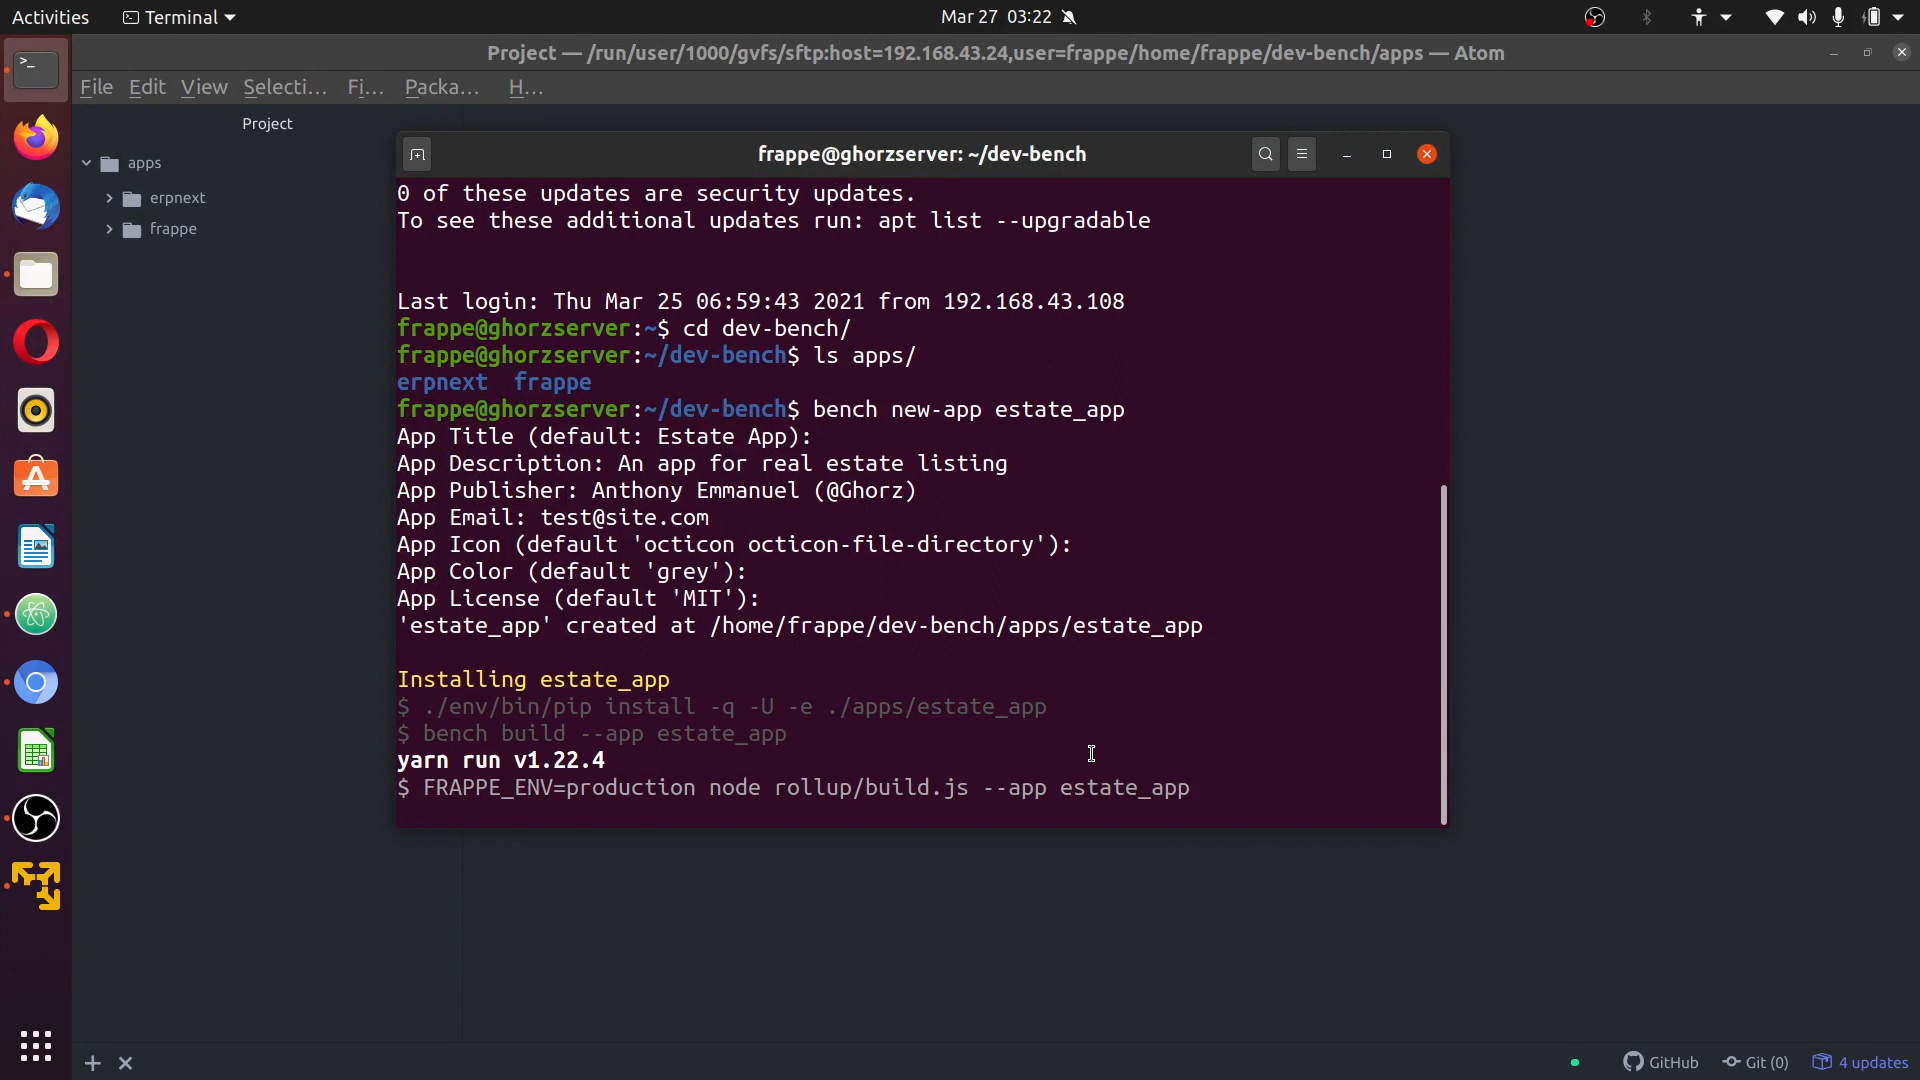 Activities
Terminal
Mar 27 03:22
Project — /run/user/1000/gvfs/sftp:host=192.168.43.24,user=frappe/home/frappe/dev-bench/apps — Atom
File Edit View Selecti... Fi... Packa... H...
Project
apps
erpnext
frappe
frappe@ghorzserver: ~/dev-bench
0 of these updates are security updates.
To see these additional updates run: apt list --upgradable
Last login: Thu Mar 25 06:59:43 2021 from 192.168.43.108
frappe@ghorzserver:~$ cd dev-bench/
frappe@ghorzserver:~/dev-bench$ ls apps/
erpnext  frappe
frappe@ghorzserver:~/dev-bench$ bench new-app estate_app
App Title (default: Estate App):
App Description: An app for real estate listing
App Publisher: Anthony Emmanuel (@Ghorz)
App Email: test@site.com
App Icon (default 'octicon octicon-file-directory'):
App Color (default 'grey'):
App License (default 'MIT'):
'estate_app' created at /home/frappe/dev-bench/apps/estate_app
Installing estate_app
$ ./env/bin/pip install -q -U -e ./apps/estate_app
$ bench build --app estate_app
yarn run v1.22.4
$ FRAPPE_ENV=production node rollup/build.js --app estate_app
GitHub
Git (0)
4 updates